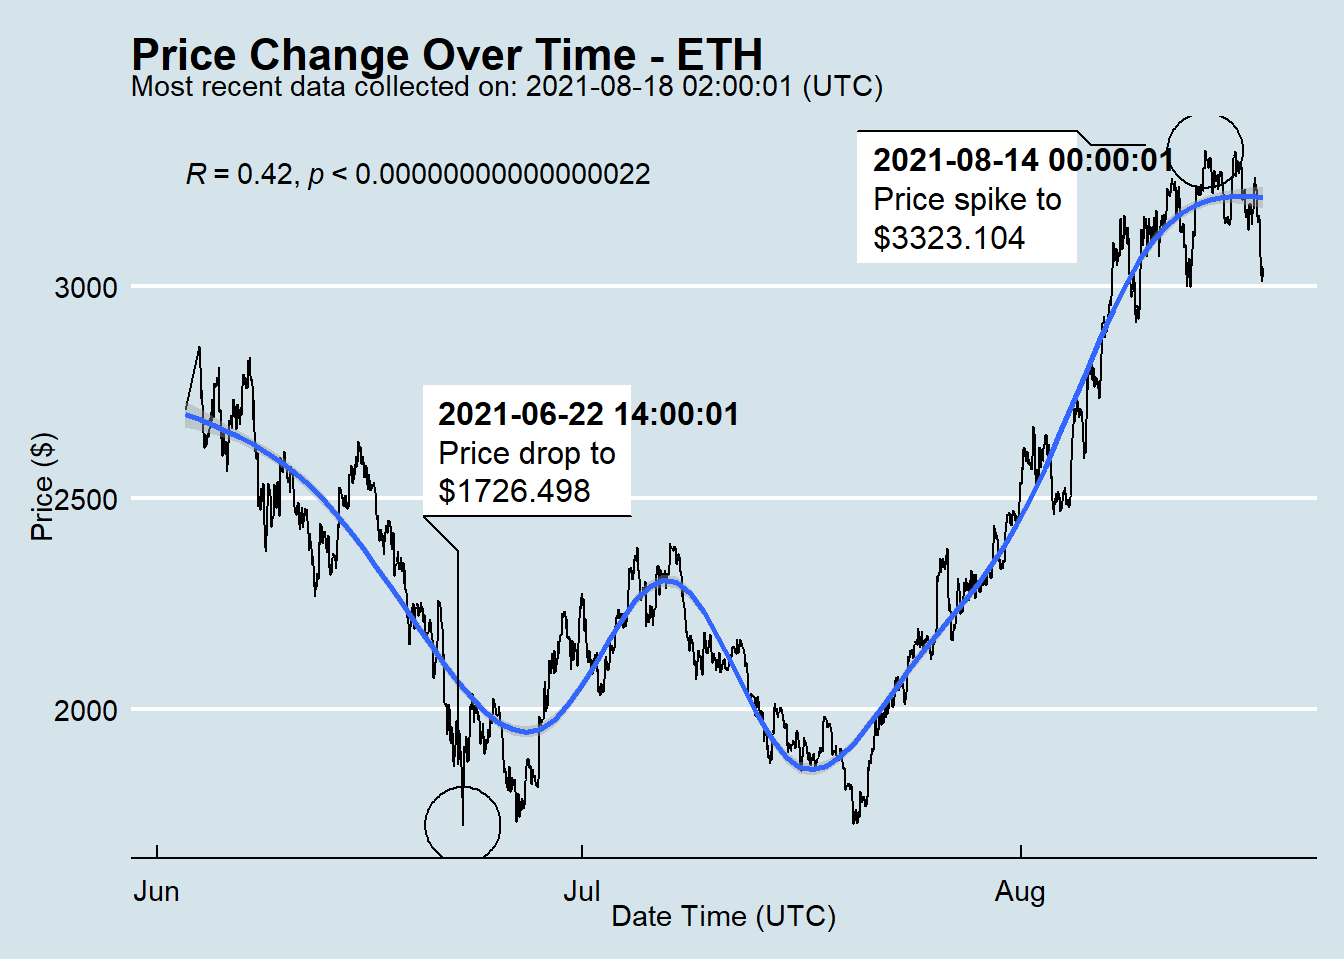 Price Change Over Time - ETH
Most recent data collected on: 2021-08-18 02:00:01 (UTC)
R = 0.42, p < 0.00000000000000022
2021-08-14 00:00:01
Price spike to
$3323.104
2021-06-22 14:00:01
Price drop to
$1726.498
Price ($)
3000
2500
2000
Jun
Jul
Aug
Date Time (UTC)